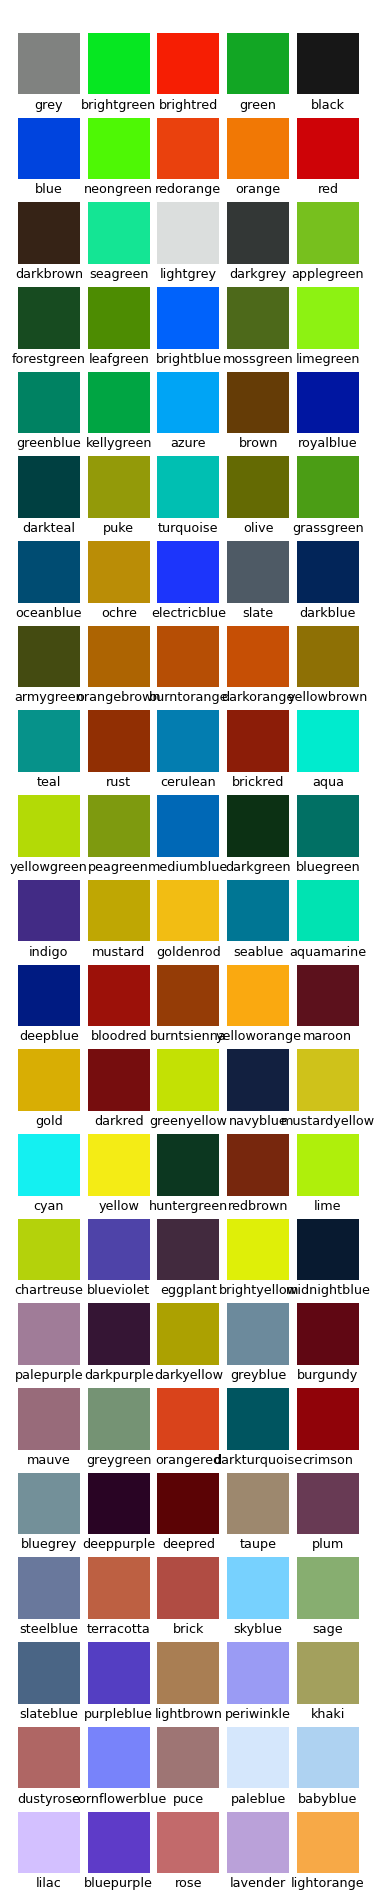 grey brightgreen brightred green black
blue neongreen redorange orange red
darkbrown seagreen lightgrey darkgrey applegreen
forestgreen leafgreen brightblue mossgreen limegreen
greenblue kellygreen azure brown royalblue
darkteal puke turquoise olive grassgreen
oceanblue ochre electricblue slate darkblue
armygreen orangebrown burntorange darkorange yellowbrown
teal rust cerulean brickred aqua
yellowgreen peagreen mediumblue darkgreen bluegreen
indigo mustard goldenrod seablue aquamarine
deepblue bloodred burntsienna yelloworange maroon
gold darkred greenyellow navyblue mustardyellow
cyan yellow huntergreen redbrown lime
chartreuse blueviolet eggplant brightyellow midnightblue
palepurple darkpurple darkyellow greyblue burgundy
mauve greygreen orangered darkturquoise crimson
bluegrey deeppurple deepred taupe plum
steelblue terracotta brick skyblue sage
slateblue purpleblue lightbrown periwinkle khaki
dustyrose cornflowerblue puce paleblue babyblue
lilac bluepurple rose lavender lightorange